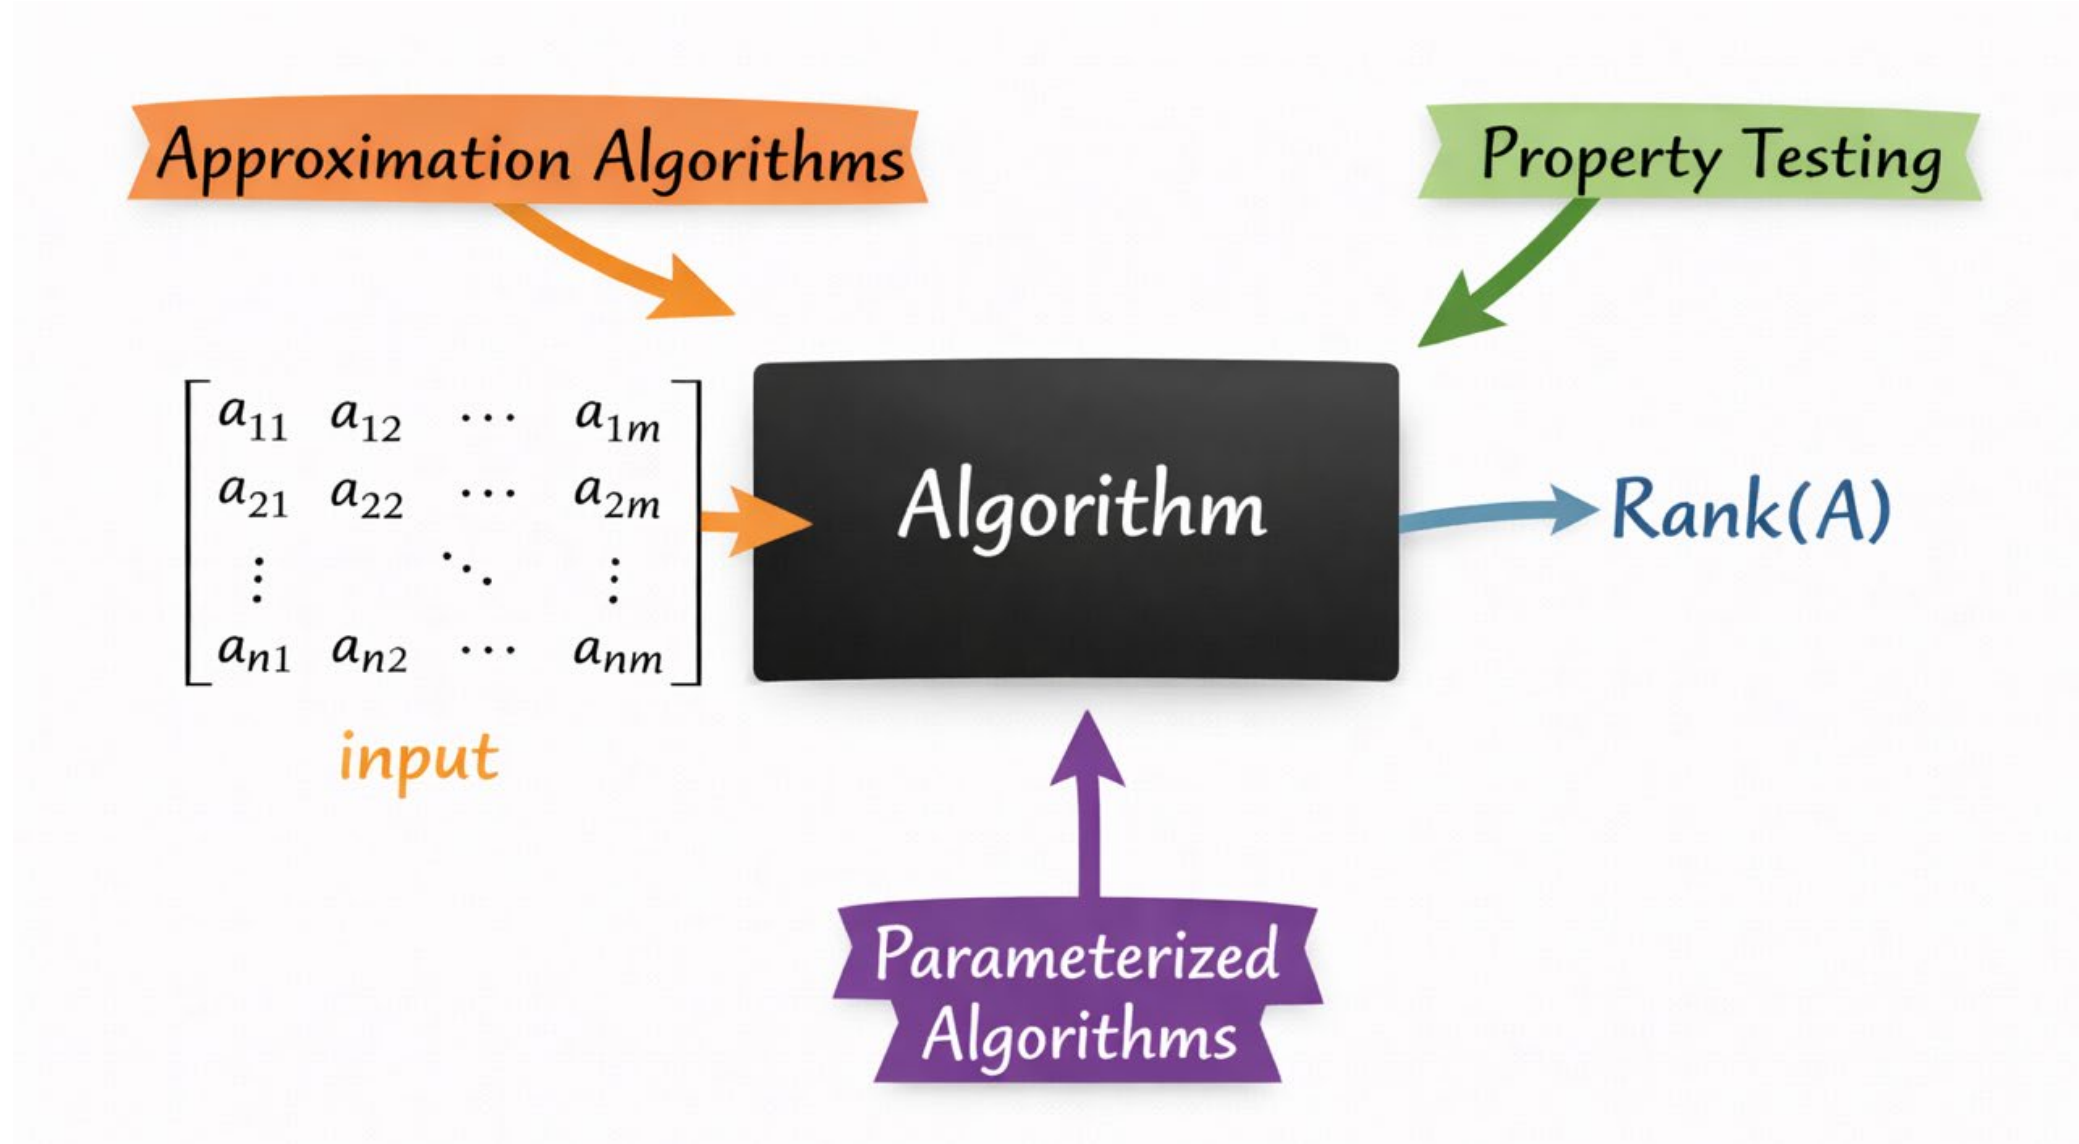 Approximation Algorithms
Property Testing
a11 a12 ⋯ a1m
a21 a22 ⋯ a2m
⋮ ⋱ ⋮
an1 an2 ⋯ anm
input
Algorithm
Rank(A)
Parameterized
Algorithms